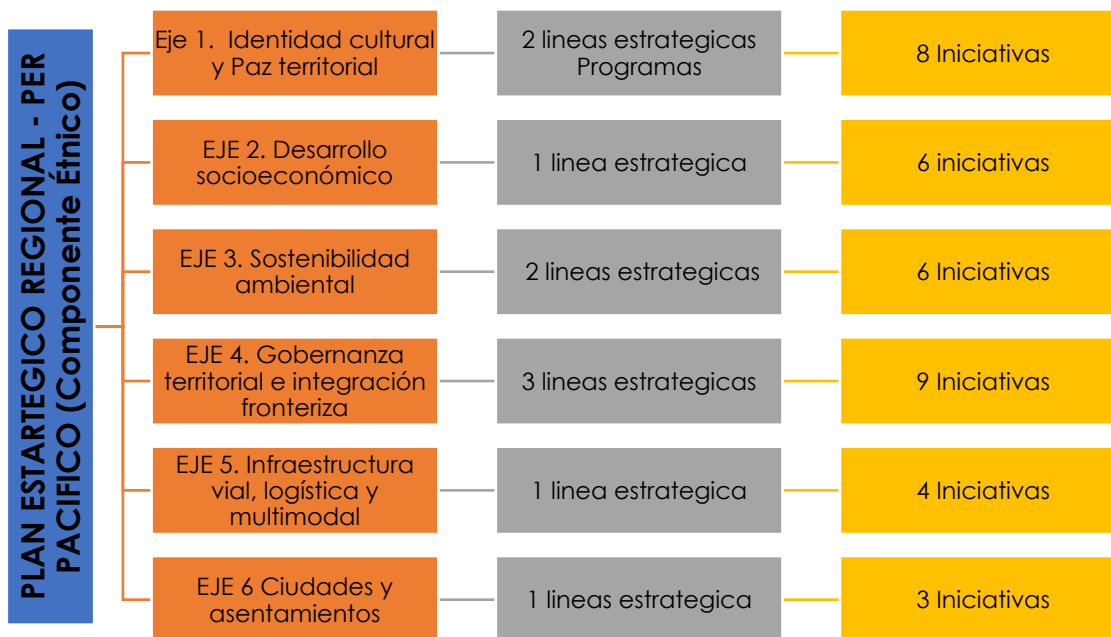 PLAN ESTARTEGICO REGIONAL - PER
PACIFICO (Componente Étnico)
Eje 1.  Identidad cultural
y Paz territorial
2 lineas estrategicas
Programas
8 Iniciativas
EJE 2. Desarrollo
socioeconómico
1 linea estrategica
6 iniciativas
EJE 3. Sostenibilidad
ambiental
2 lineas estrategicas
6 Iniciativas
EJE 4. Gobernanza
territorial e integración
fronteriza
3 lineas estrategicas
9 Iniciativas
EJE 5. Infraestructura
vial, logística y
multimodal
1 linea estrategica
4 Iniciativas
EJE 6 Ciudades y
asentamientos
1 lineas estrategica
3 Iniciativas